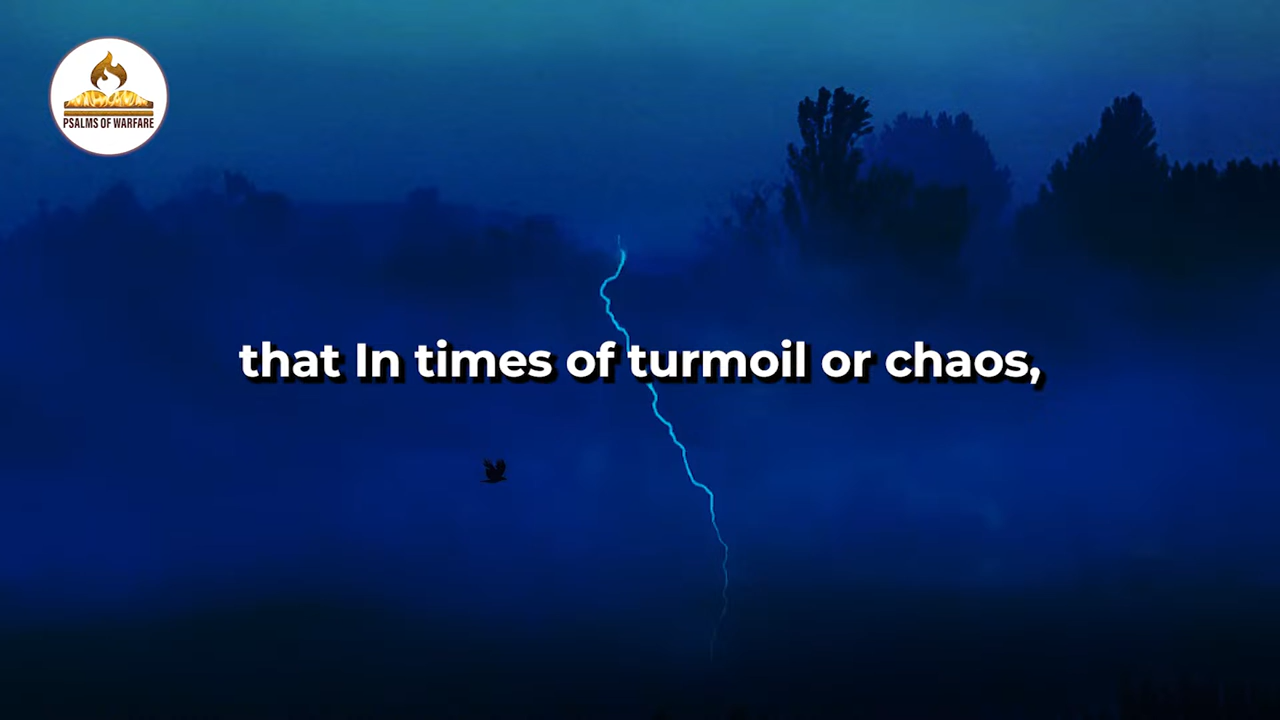 PSALMS OF WARFARE
that In times of turmoil or chaos,